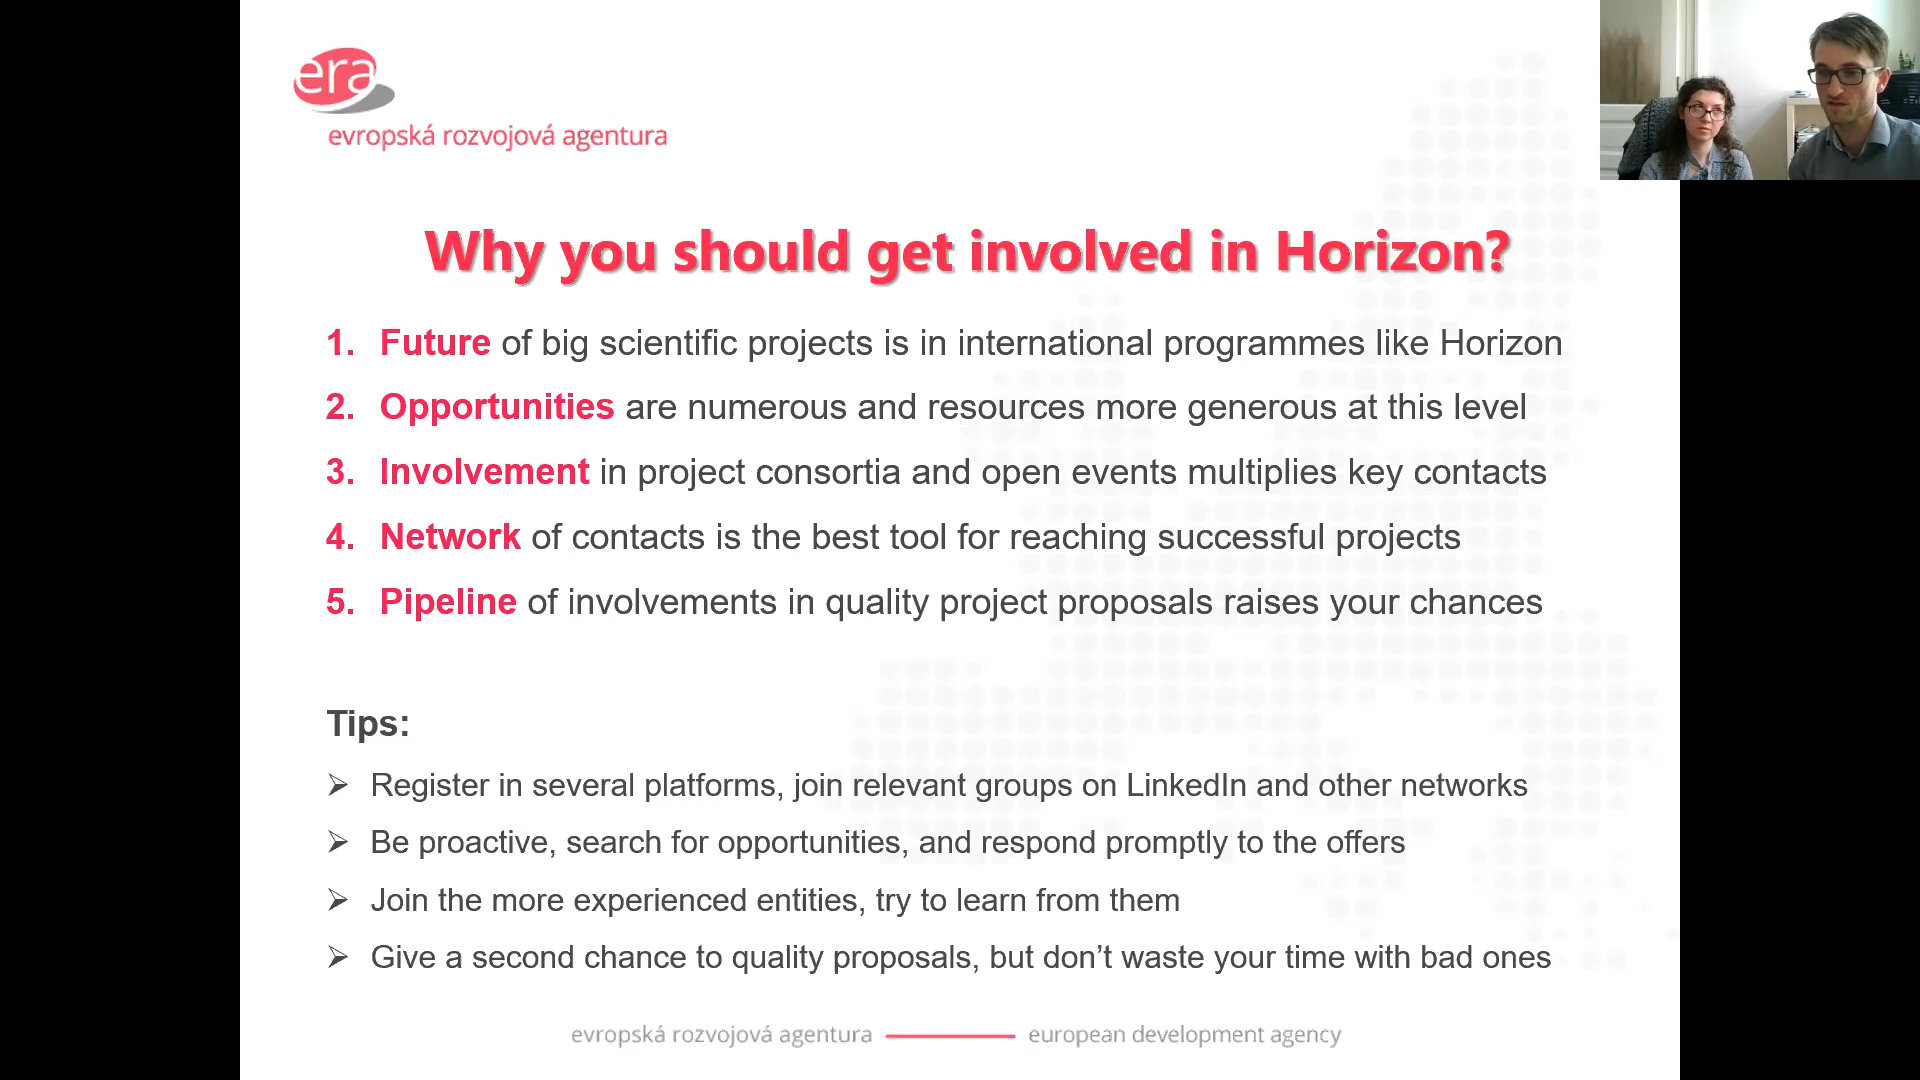 era
evropská rozvojová agentura
Why you should get involved in Horizon?
1. Future of big scientific projects is in international programmes like Horizon
2. Opportunities are numerous and resources more generous at this level
3. Involvement in project consortia and open events multiplies key contacts
4. Network of contacts is the best tool for reaching successful projects
5. Pipeline of involvements in quality project proposals raises your chances
Tips:
➢ Register in several platforms, join relevant groups on LinkedIn and other networks
➢ Be proactive, search for opportunities, and respond promptly to the offers
➢ Join the more experienced entities, try to learn from them
➢ Give a second chance to quality proposals, but don’t waste your time with bad ones
evropská rozvojová agentura european development agency